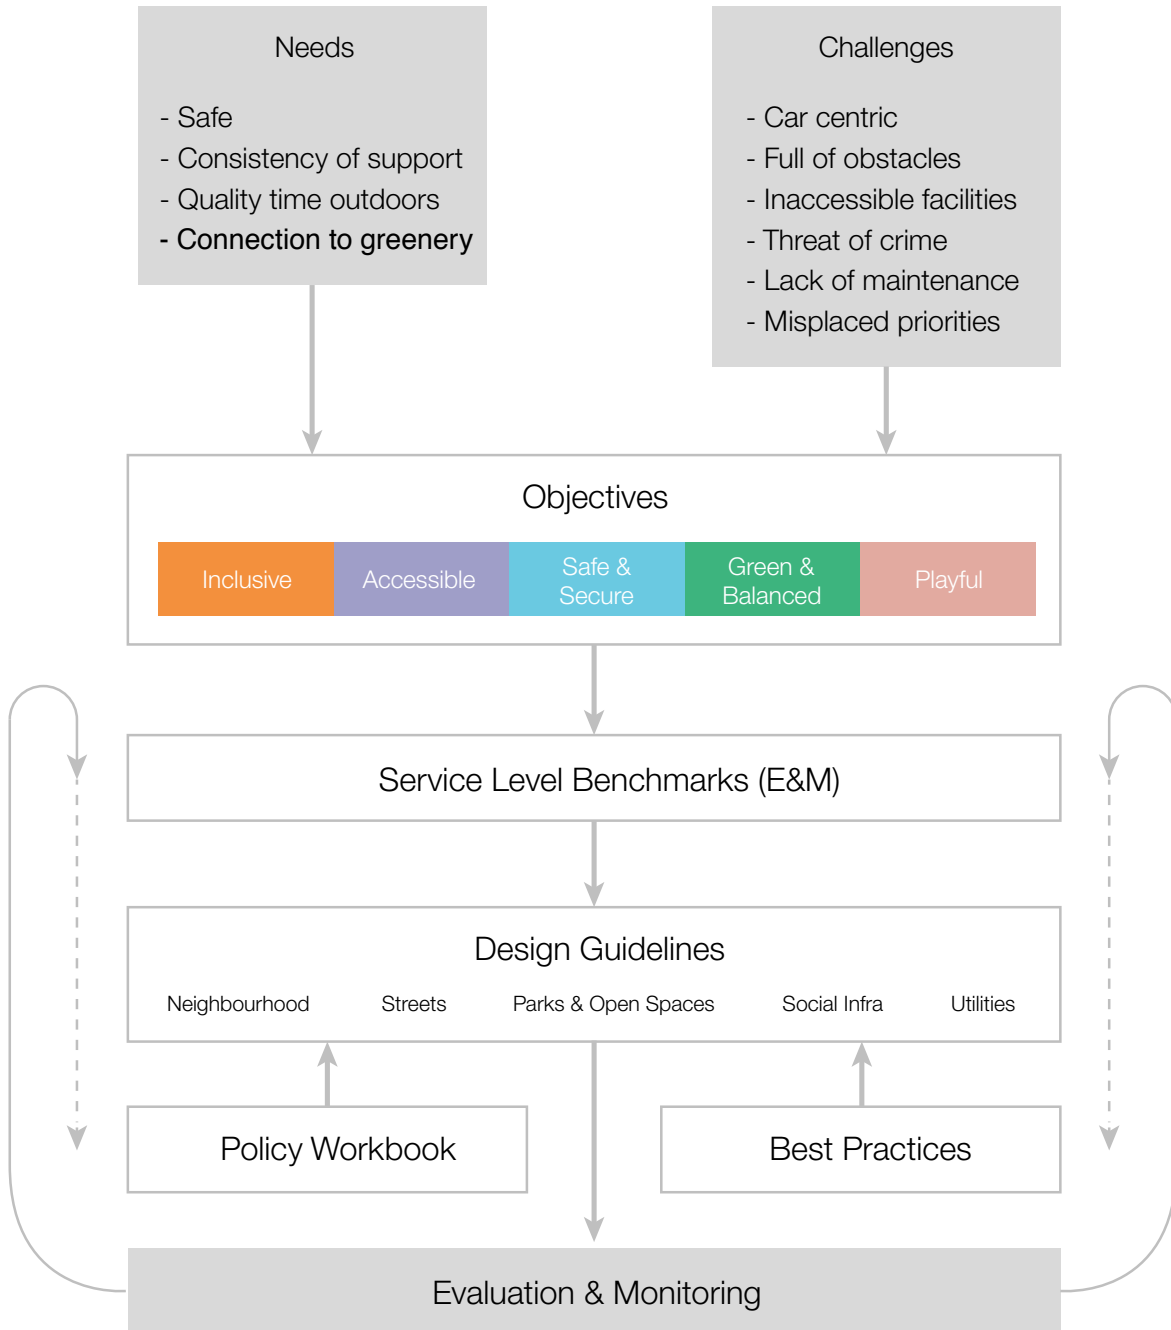 Needs
- Safe
- Consistency of support
- Quality time outdoors
- Connection to greenery
Challenges
- Car centric
- Full of obstacles
- Inaccessible facilities
- Threat of crime
- Lack of maintenance
- Misplaced priorities
Objectives
Inclusive
Accessible
Safe &
Secure
Green &
Balanced
Playful
Service Level Benchmarks (E&M)
Design Guidelines
Neighbourhood
Streets
Parks & Open Spaces
Social Infra
Utilities
Policy Workbook
Best Practices
Evaluation & Monitoring